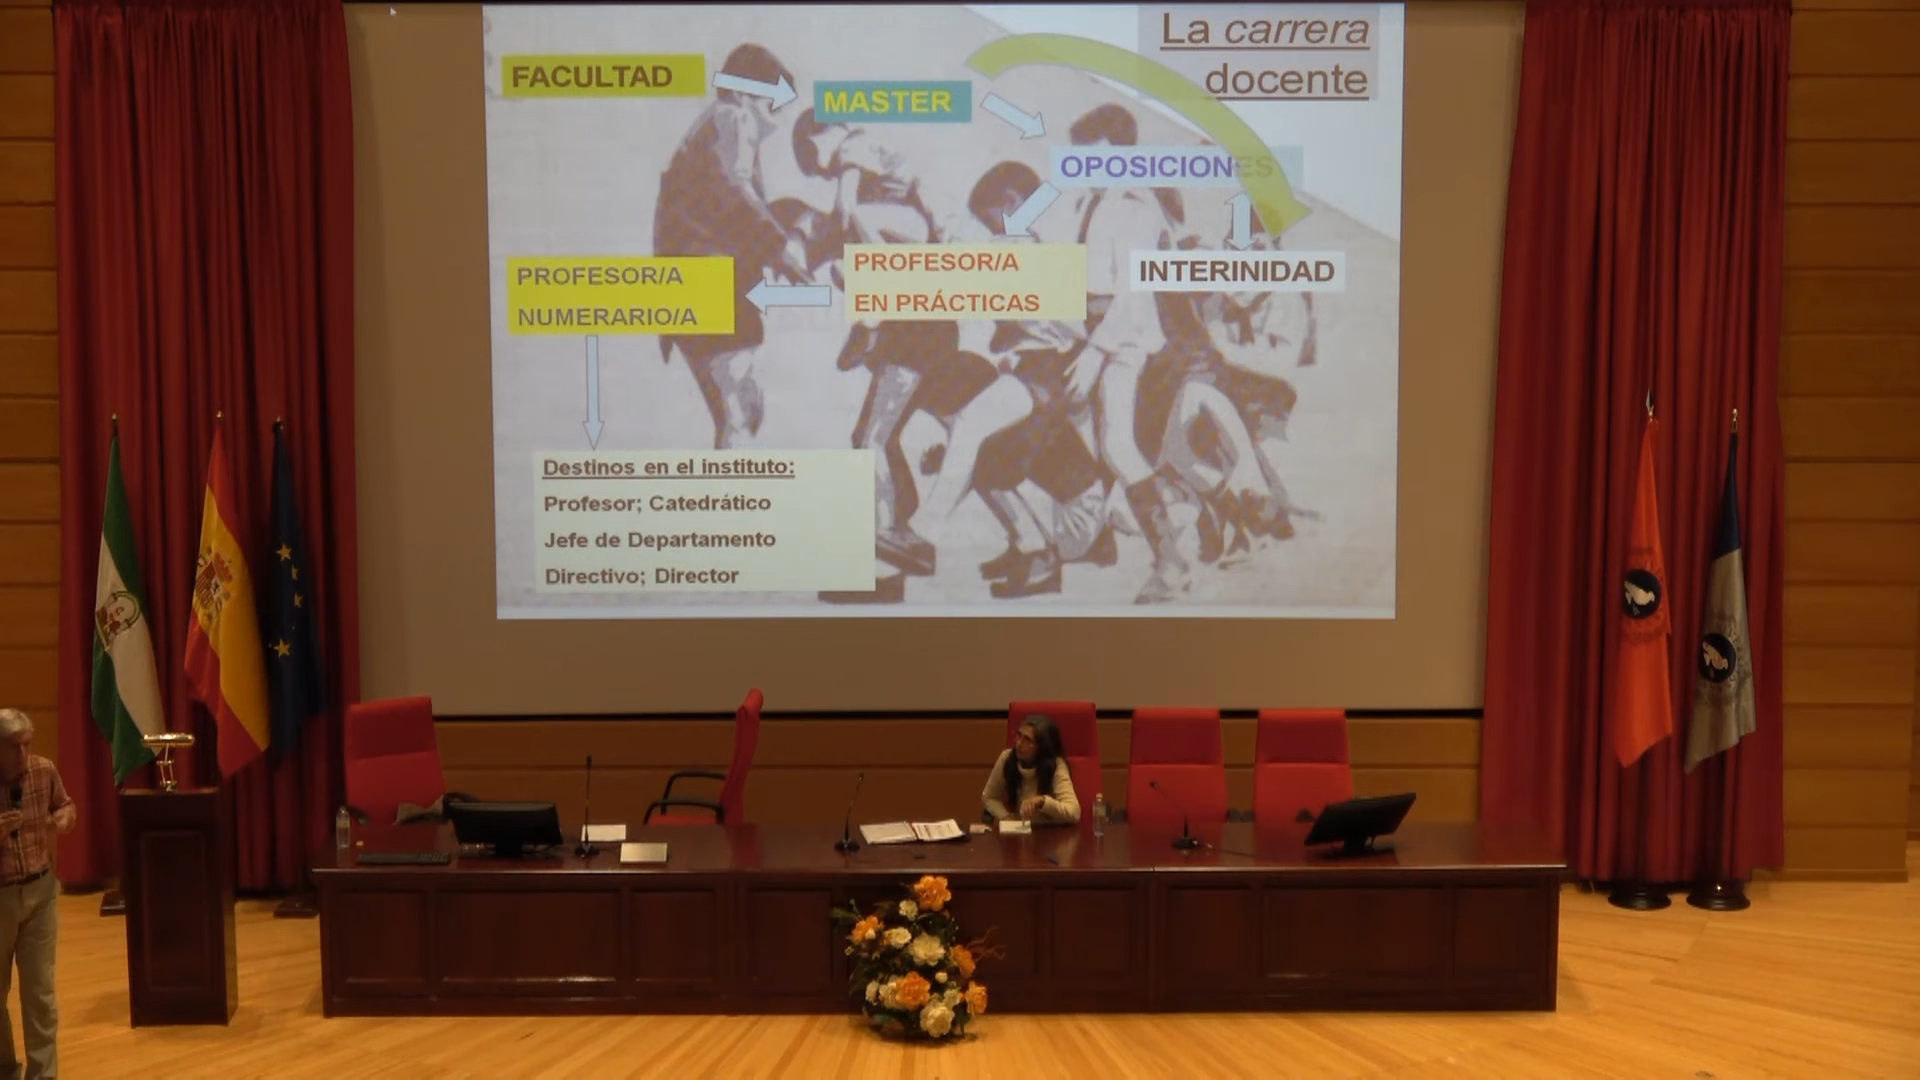 La carrera
docente
FACULTAD
MASTER
OPOSICIONES
INTERINIDAD
PROFESOR/A
EN PRÁCTICAS
PROFESOR/A
NUMERARIO/A
Destinos en el instituto:
Profesor; Catedrático
Jefe de Departamento
Directivo; Director